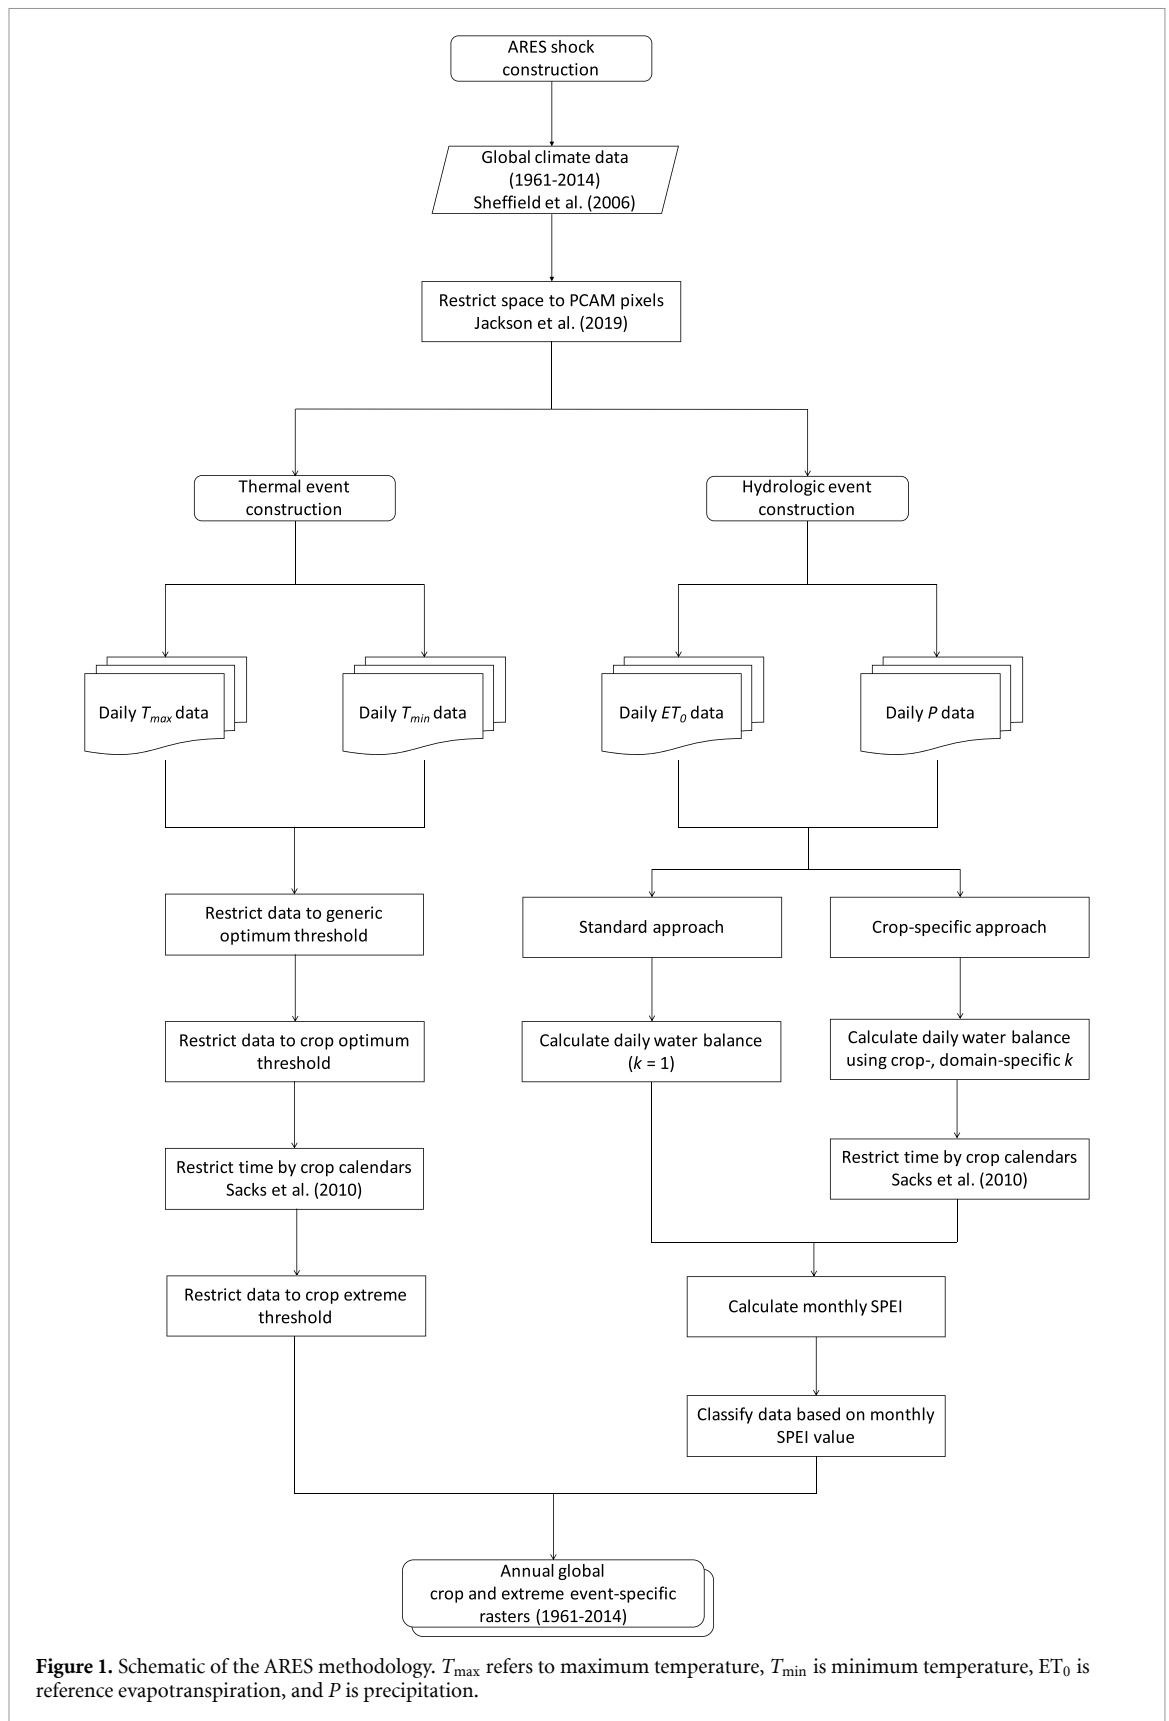 ARES shock
construction
Global climate data
(1961-2014)
Sheffield et al. (2006)
Restrict space to PCAM pixels
Jackson et al. (2019)
Thermal event
construction
Hydrologic event
construction
Daily Tmax data
Daily Tmin data
Daily ET0 data
Daily P data
Restrict data to generic
optimum threshold
Standard approach
Crop-specific approach
Restrict data to crop optimum
threshold
Calculate daily water balance
(k = 1)
Calculate daily water balance
using crop-, domain-specific k
Restrict time by crop calendars
Sacks et al. (2010)
Restrict time by crop calendars
Sacks et al. (2010)
Restrict data to crop extreme
threshold
Calculate monthly SPEI
Classify data based on monthly
SPEI value
Annual global
crop and extreme event-specific
rasters (1961-2014)
Figure 1. Schematic of the ARES methodology. Tmax refers to maximum temperature, Tmin is minimum temperature, ET0 is
reference evapotranspiration, and P is precipitation.